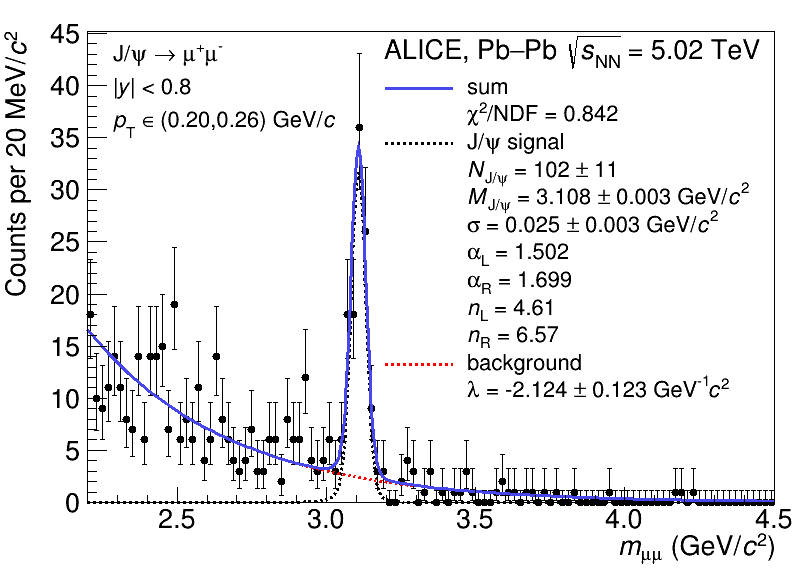 J/ψ → μ⁺μ⁻
|y| < 0.8
p_T ∈ (0.20,0.26) GeV/c
ALICE, Pb–Pb √s_NN = 5.02 TeV
sum
χ²/NDF = 0.842
J/ψ signal
N_J/ψ = 102 ± 11
M_J/ψ = 3.108 ± 0.003 GeV/c²
σ = 0.025 ± 0.003 GeV/c²
α_L = 1.502
α_R = 1.699
n_L = 4.61
n_R = 6.57
background
λ = -2.124 ± 0.123 GeV⁻¹c²
Counts per 20 MeV/c²
45
40
35
30
25
20
15
10
5
0
2.5 3.0 3.5 4.0 4.5
m_μμ (GeV/c²)